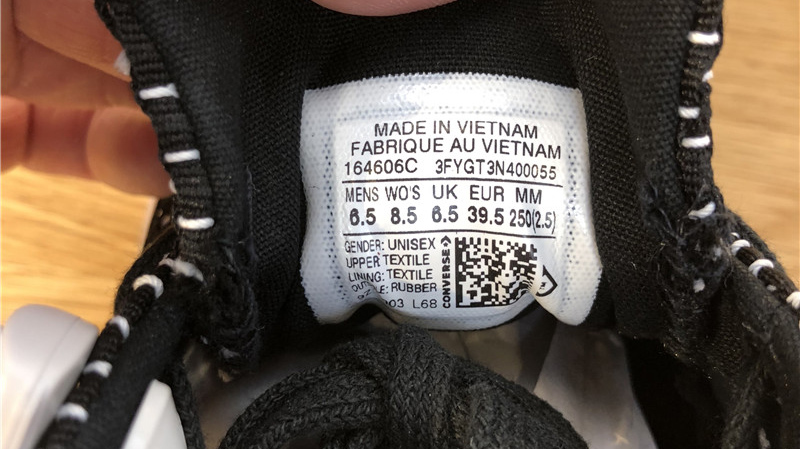 MADE IN VIETNAM
FABRIQUE AU VIETNAM
164606C 3FYGT3N400055
MENS WO'S UK EUR MM
6.5 8.5 6.5 39.5 250(2.5)
GENDER: UNISEX
UPPER TEXTILE
LINING: TEXTILE
RUBBER
L68
CONVERSE